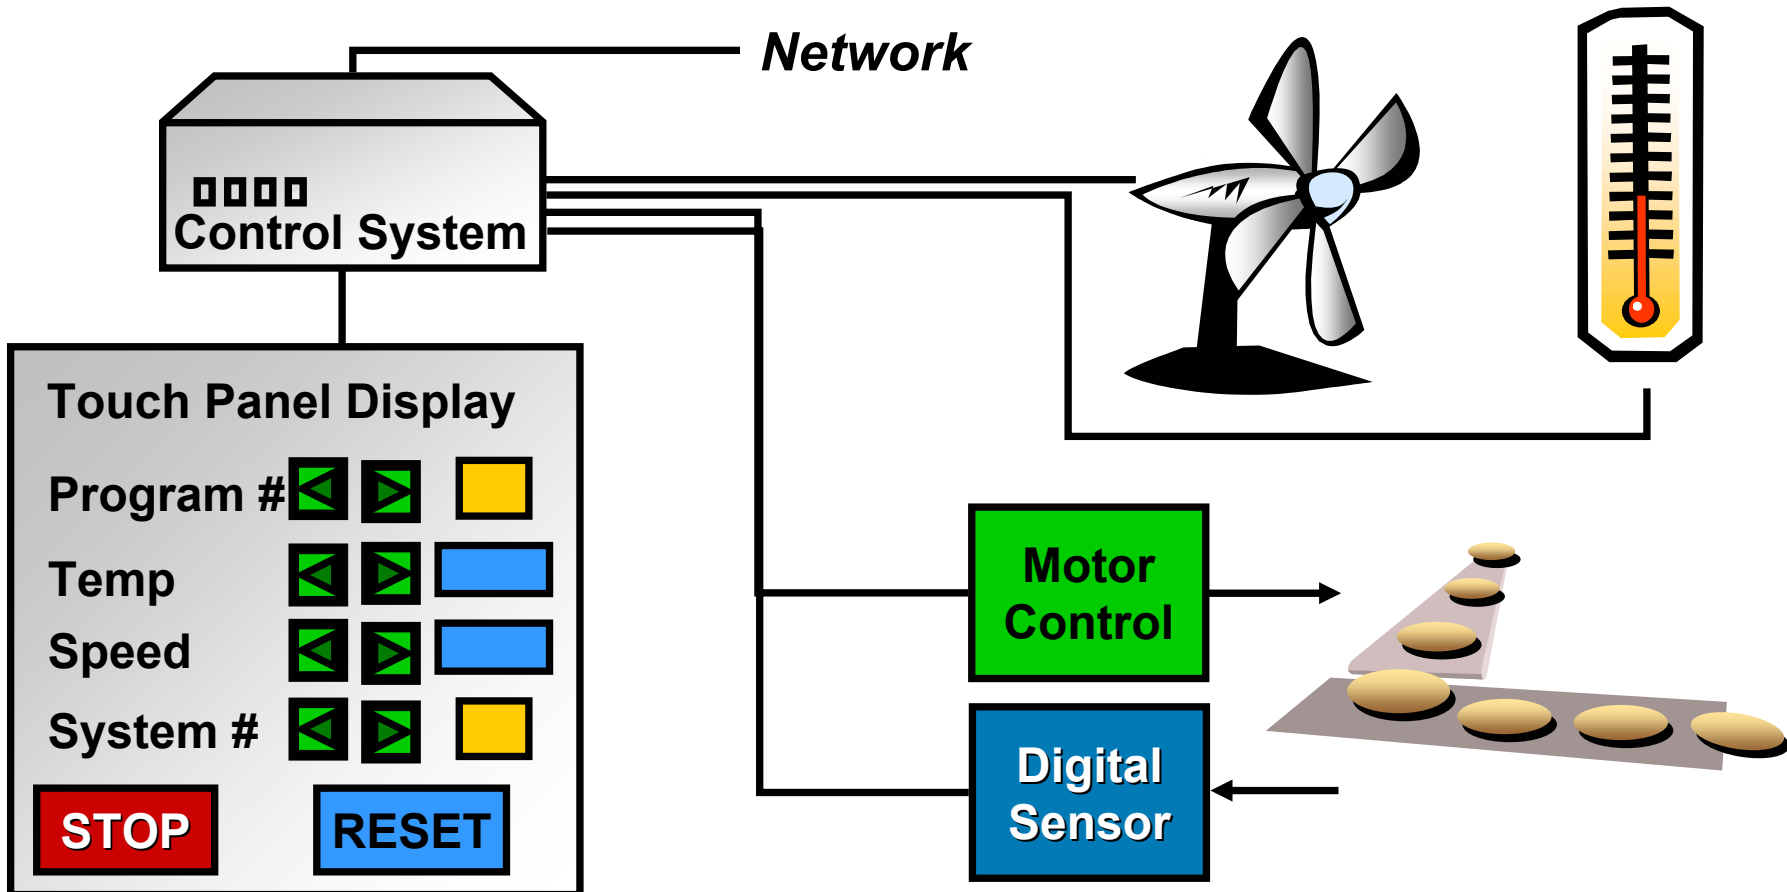 Network
Control System
Touch Panel Display
Program #
Temp
Speed
System #
STOP
RESET
Motor
Control
Digital
Sensor